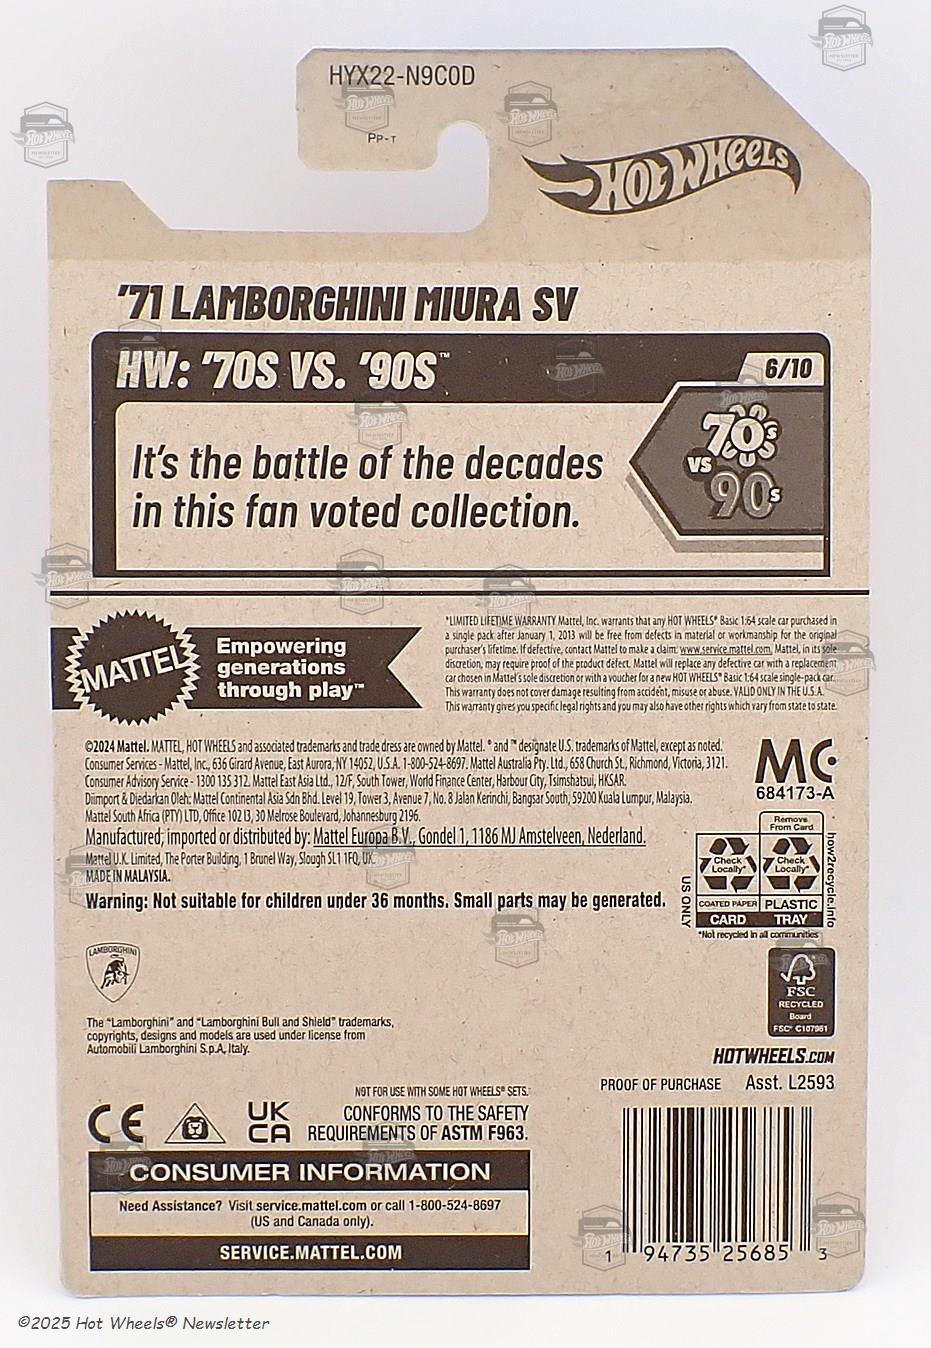 HYX22-N9C0D
PP-T
HOT WHEELS
'71 LAMBORGHINI MIURA SV
HW: '70S VS. '90S™
6/10
It's the battle of the decades
in this fan voted collection.
70s
VS
90s
MATTEL
Empowering
generations
through play™
*LIMITED LIFETIME WARRANTY Mattel, Inc. warrants that any HOT WHEELS® Basic 1:64 scale car purchased in
a single pack after January 1, 2013 will be free from defects in material or workmanship for the original
purchaser's lifetime. If defective, contact Mattel to make a claim: www.service.mattel.com. Mattel, in its sole
discretion, may require proof of the product defect. Mattel will replace any defective car with a replacement
car chosen in Mattel's sole discretion or with a voucher for a new HOT WHEELS® Basic 1:64 scale single-pack car.
This warranty does not cover damage resulting from accident, misuse or abuse. VALID ONLY IN THE U.S.A.
This warranty gives you specific legal rights and you may also have other rights which vary from state to state.
©2024 Mattel. MATTEL, HOT WHEELS and associated trademarks and trade dress are owned by Mattel. ® and ™ designate U.S. trademarks of Mattel, except as noted.
Consumer Services - Mattel, Inc., 636 Girard Avenue, East Aurora, NY 14052, U.S.A. 1-800-524-8697. Mattel Australia Pty. Ltd., 658 Church St., Richmond, Victoria, 3121.
Consumer Advisory Service - 1300 135 312. Mattel East Asia Ltd., 12/F, South Tower, World Finance Center, Harbour City, Tsimshatsui, HKSAR.
Diimport & Diedarkan Oleh: Mattel Continental Asia Sdn Bhd. Level 19, Tower 3, Avenue 7, No. 8 Jalan Kerinchi, Bangsar South, 59200 Kuala Lumpur, Malaysia.
Mattel South Africa (PTY) LTD, Office 102 I3, 30 Melrose Boulevard, Johannesburg 2196.
Manufactured, imported or distributed by: Mattel Europa B.V., Gondel 1, 1186 MJ Amstelveen, Nederland.
Mattel U.K. Limited, The Porter Building, 1 Brunel Way, Slough SL1 1FQ, UK.
MADE IN MALAYSIA.
Warning: Not suitable for children under 36 months. Small parts may be generated.
MC
684173-A
Remove
From Card
Check
Locally*
Check
Locally*
COATED PAPER
PLASTIC
CARD
TRAY
US ONLY
how2recycle.info
*Not recycled in all communities
LAMBORGHINI
FSC
RECYCLED
Board
FSC® C107981
The "Lamborghini" and "Lamborghini Bull and Shield" trademarks,
copyrights, designs and models are used under license from
Automobili Lamborghini S.p.A, Italy.
HOTWHEELS.COM
PROOF OF PURCHASE Asst. L2593
NOT FOR USE WITH SOME HOT WHEELS® SETS.
CE
UK
CA
CONFORMS TO THE SAFETY
REQUIREMENTS OF ASTM F963.
CONSUMER INFORMATION
Need Assistance? Visit service.mattel.com or call 1-800-524-8697
(US and Canada only).
SERVICE.MATTEL.COM
1 94735 25685 3
©2025 Hot Wheels® Newsletter